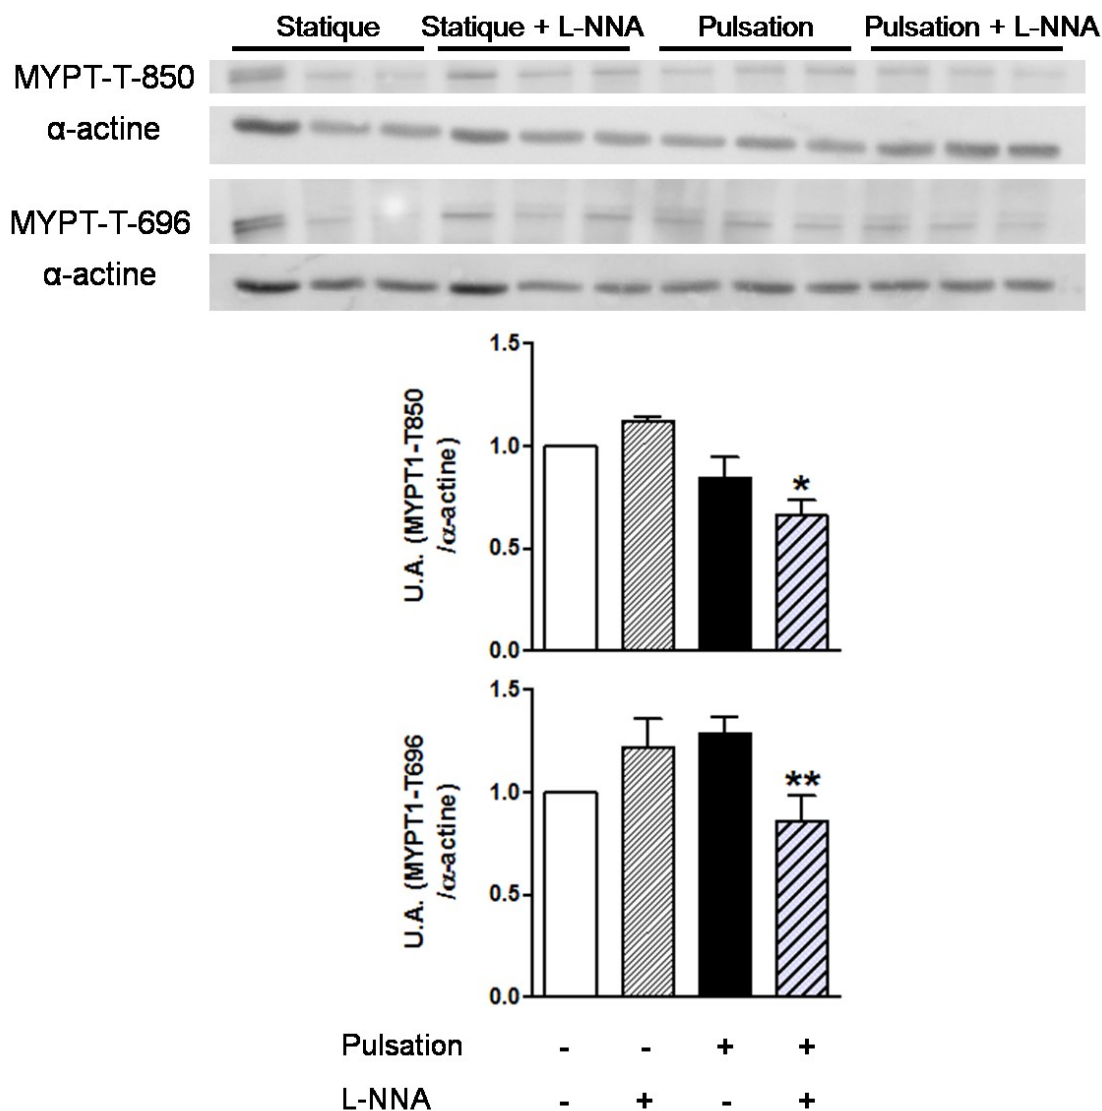 Statique Statique + L-NNA Pulsation Pulsation + L-NNA
MYPT-T-850
α-actine
MYPT-T-696
α-actine
1.5
1.0
0.5
0.0
U.A. (MYPT1-T850
/α-actine)
*
1.5
1.0
0.5
0.0
U.A. (MYPT1-T696
/α-actine)
**
Pulsation - - + +
L-NNA - + - +